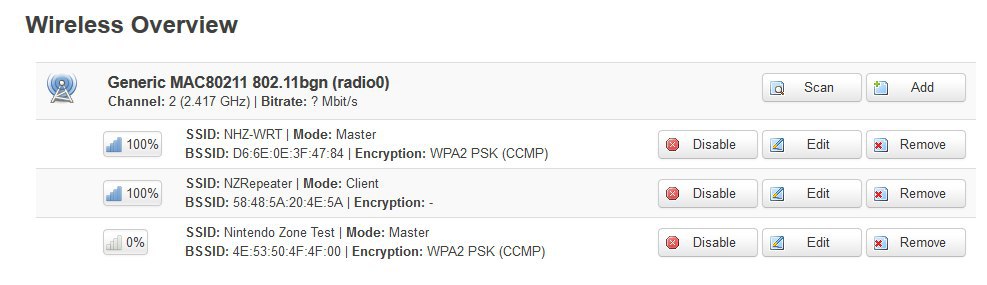 Wireless Overview
Generic MAC80211 802.11bgn (radio0)
Channel: 2 (2.417 GHz) | Bitrate: ? Mbit/s
Scan
Add
100%
SSID: NHZ-WRT | Mode: Master
BSSID: D6:6E:0E:3F:47:84 | Encryption: WPA2 PSK (CCMP)
Disable
Edit
Remove
100%
SSID: NZRepeater | Mode: Client
BSSID: 58:48:5A:20:4E:5A | Encryption: -
Disable
Edit
Remove
0%
SSID: Nintendo Zone Test | Mode: Master
BSSID: 4E:53:50:4F:4F:00 | Encryption: WPA2 PSK (CCMP)
Disable
Edit
Remove